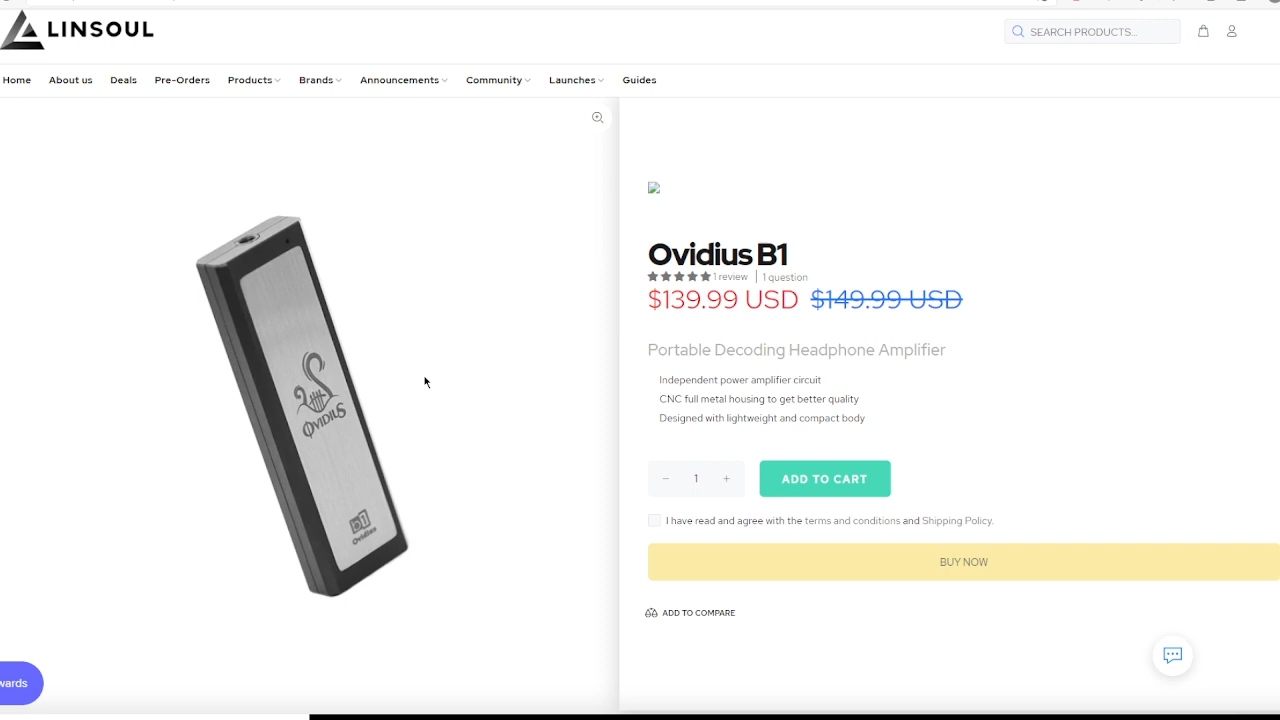 LINSOUL
SEARCH PRODUCTS...
Home About us Deals Pre-Orders Products Brands Announcements Community Launches Guides
OVIDIUS
b1
Ovidius
Ovidius B1
1 review 1 question
$139.99 USD $149.99 USD
Portable Decoding Headphone Amplifier
Independent power amplifier circuit
CNC full metal housing to get better quality
Designed with lightweight and compact body
− 1 + ADD TO CART
I have read and agree with the terms and conditions and Shipping Policy.
BUY NOW
ADD TO COMPARE
wards